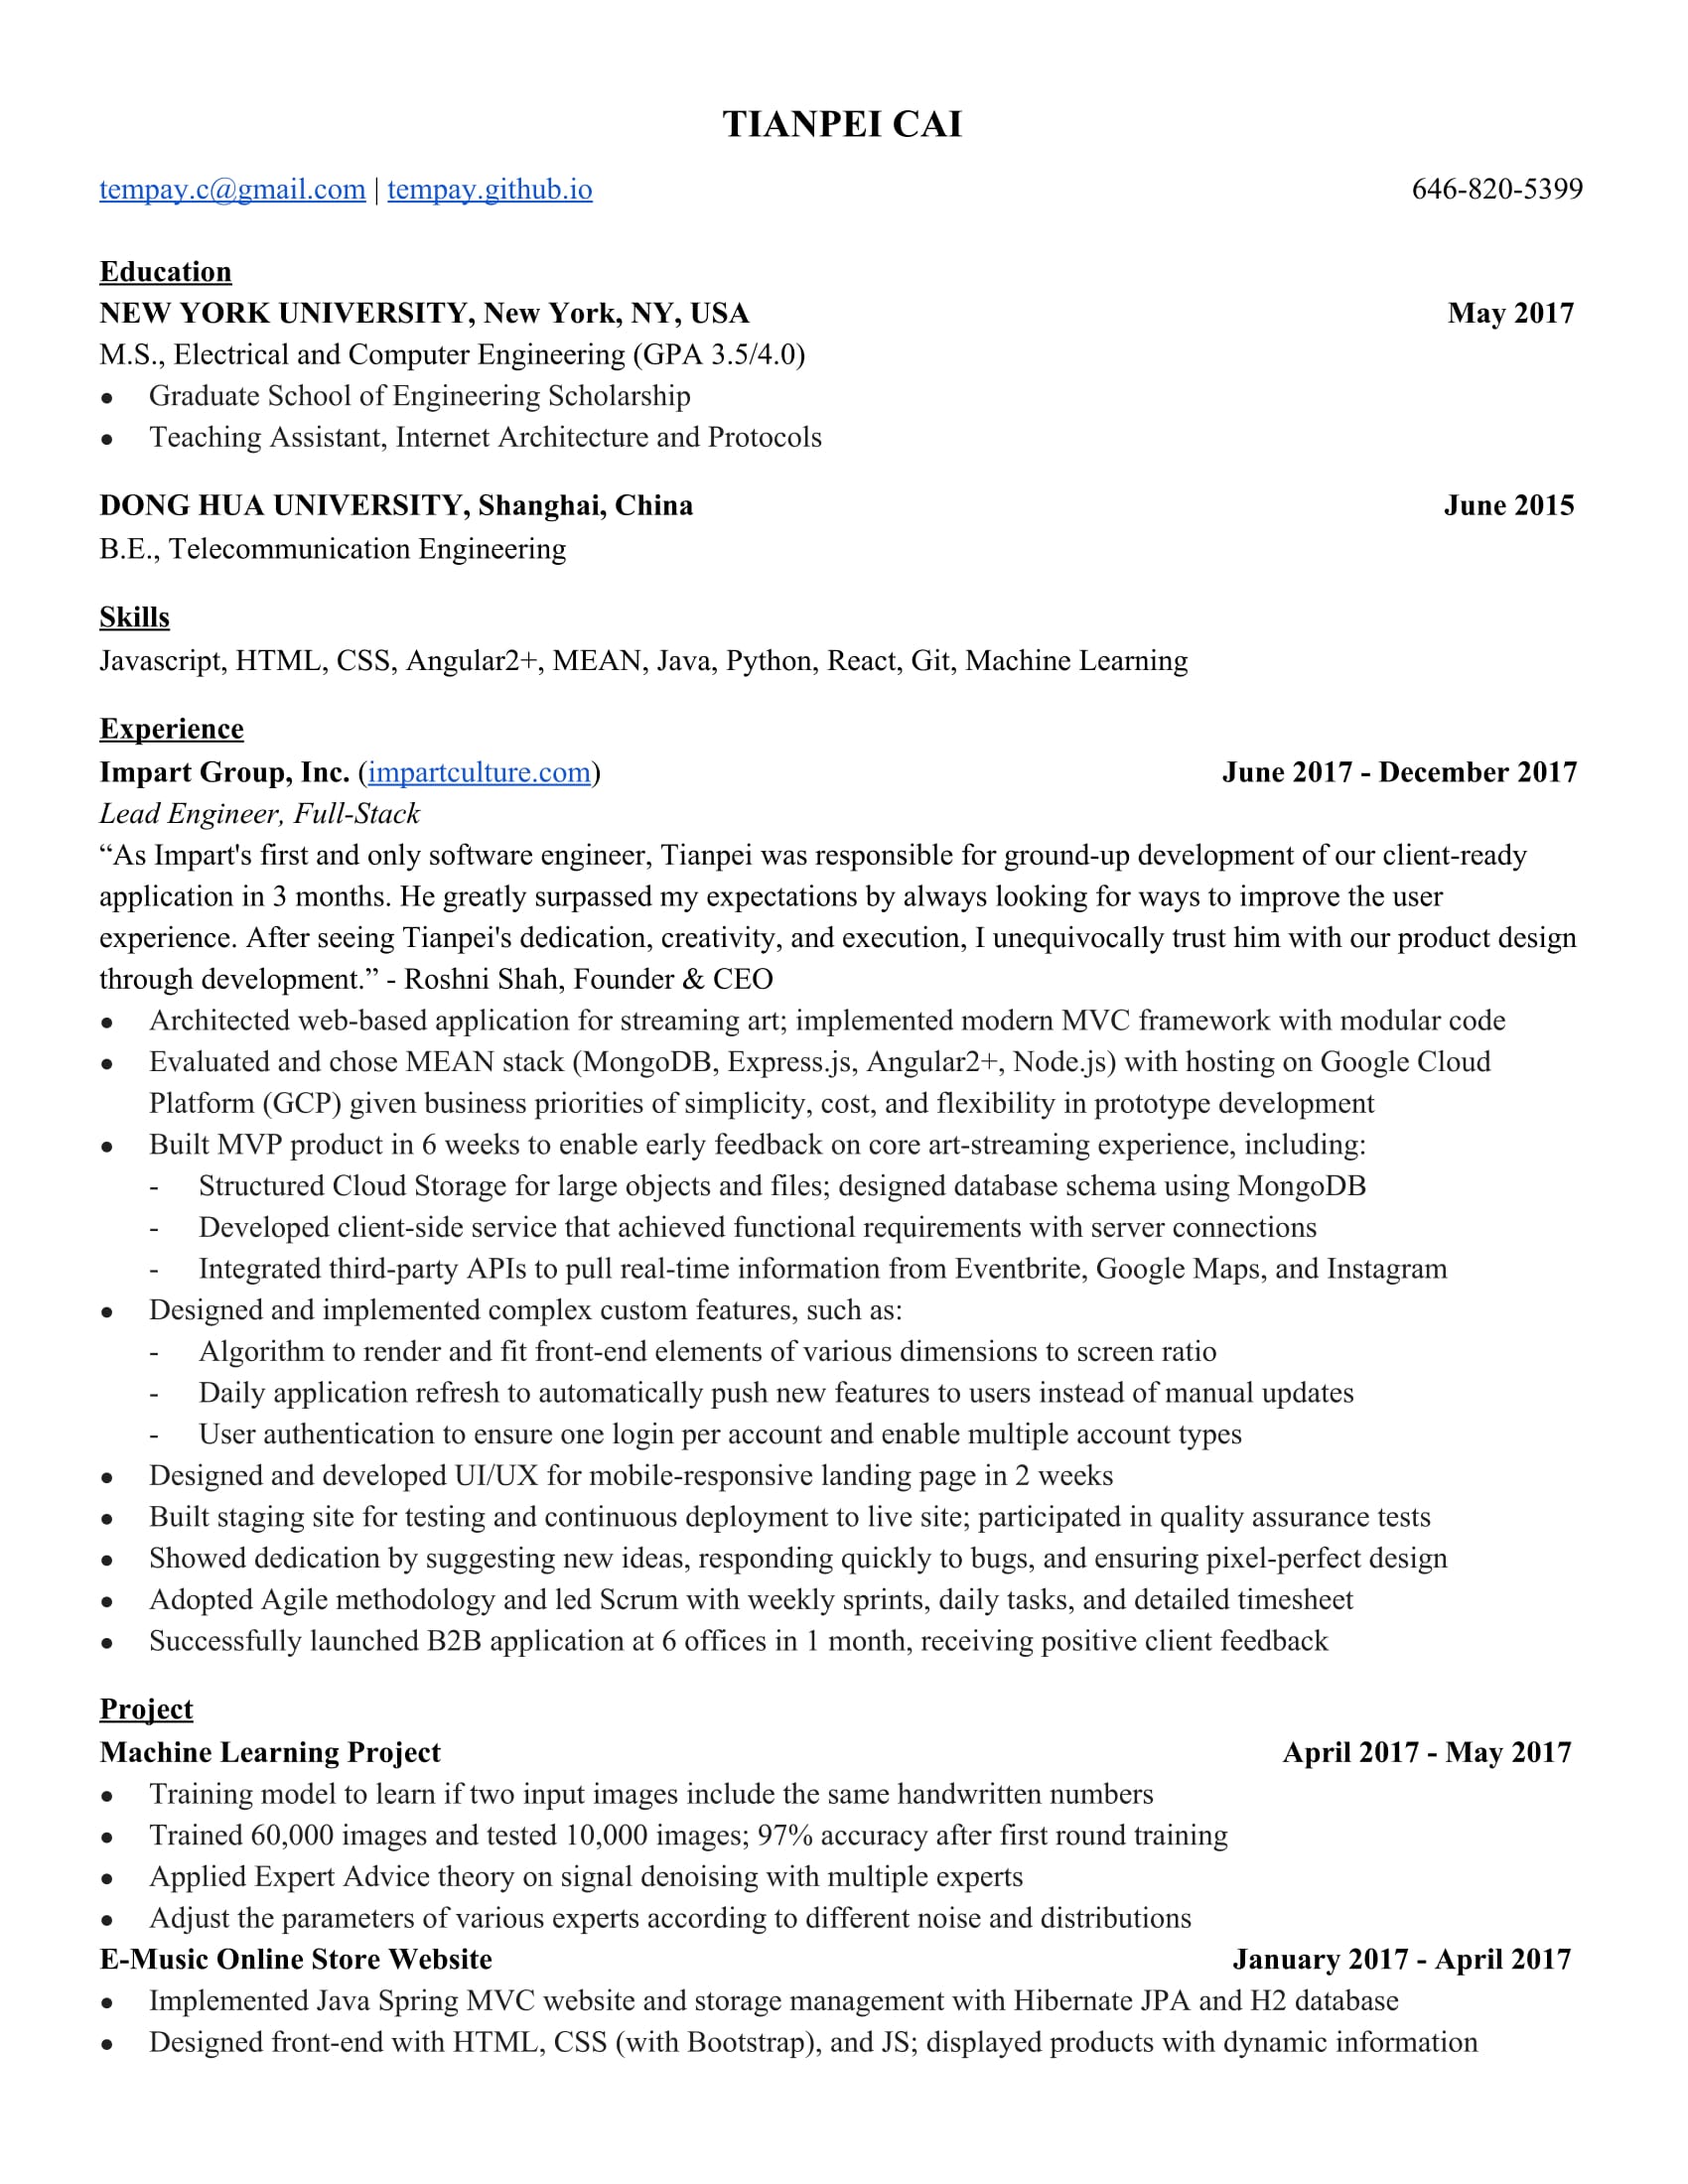 TIANPEI CAI
tempay.c@gmail.com | tempay.github.io 646-820-5399
Education
NEW YORK UNIVERSITY, New York, NY, USA May 2017
M.S., Electrical and Computer Engineering (GPA 3.5/4.0)
● Graduate School of Engineering Scholarship
● Teaching Assistant, Internet Architecture and Protocols
DONG HUA UNIVERSITY, Shanghai, China June 2015
B.E., Telecommunication Engineering
Skills
Javascript, HTML, CSS, Angular2+, MEAN, Java, Python, React, Git, Machine Learning
Experience
Impart Group, Inc. (impartculture.com) June 2017 - December 2017
Lead Engineer, Full-Stack
“As Impart's first and only software engineer, Tianpei was responsible for ground-up development of our client-ready
application in 3 months. He greatly surpassed my expectations by always looking for ways to improve the user
experience. After seeing Tianpei's dedication, creativity, and execution, I unequivocally trust him with our product design
through development.” - Roshni Shah, Founder & CEO
● Architected web-based application for streaming art; implemented modern MVC framework with modular code
● Evaluated and chose MEAN stack (MongoDB, Express.js, Angular2+, Node.js) with hosting on Google Cloud
Platform (GCP) given business priorities of simplicity, cost, and flexibility in prototype development
● Built MVP product in 6 weeks to enable early feedback on core art-streaming experience, including:
- Structured Cloud Storage for large objects and files; designed database schema using MongoDB
- Developed client-side service that achieved functional requirements with server connections
- Integrated third-party APIs to pull real-time information from Eventbrite, Google Maps, and Instagram
● Designed and implemented complex custom features, such as:
- Algorithm to render and fit front-end elements of various dimensions to screen ratio
- Daily application refresh to automatically push new features to users instead of manual updates
- User authentication to ensure one login per account and enable multiple account types
● Designed and developed UI/UX for mobile-responsive landing page in 2 weeks
● Built staging site for testing and continuous deployment to live site; participated in quality assurance tests
● Showed dedication by suggesting new ideas, responding quickly to bugs, and ensuring pixel-perfect design
● Adopted Agile methodology and led Scrum with weekly sprints, daily tasks, and detailed timesheet
● Successfully launched B2B application at 6 offices in 1 month, receiving positive client feedback
Project
Machine Learning Project April 2017 - May 2017
● Training model to learn if two input images include the same handwritten numbers
● Trained 60,000 images and tested 10,000 images; 97% accuracy after first round training
● Applied Expert Advice theory on signal denoising with multiple experts
● Adjust the parameters of various experts according to different noise and distributions
E-Music Online Store Website January 2017 - April 2017
● Implemented Java Spring MVC website and storage management with Hibernate JPA and H2 database
● Designed front-end with HTML, CSS (with Bootstrap), and JS; displayed products with dynamic information